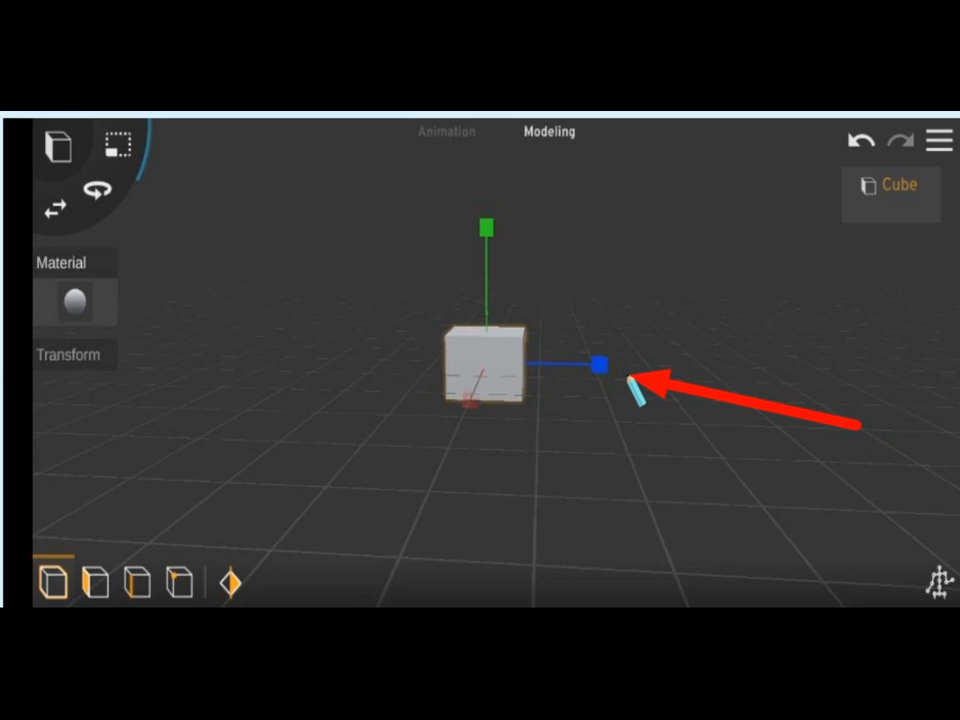 Animation
Modeling
Cube
Material
Transform